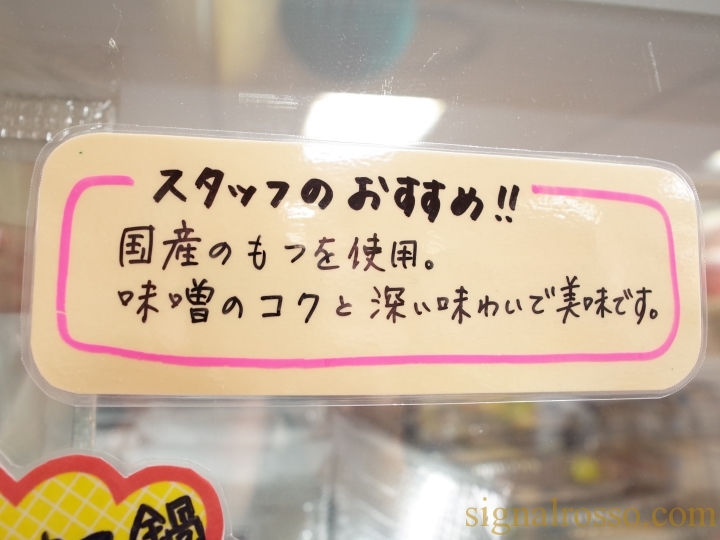 スタッフのおすすめ!!
国産のもつを使用。
味噌のコクと深い味わいで美味です。
鍋
signalrosso.com